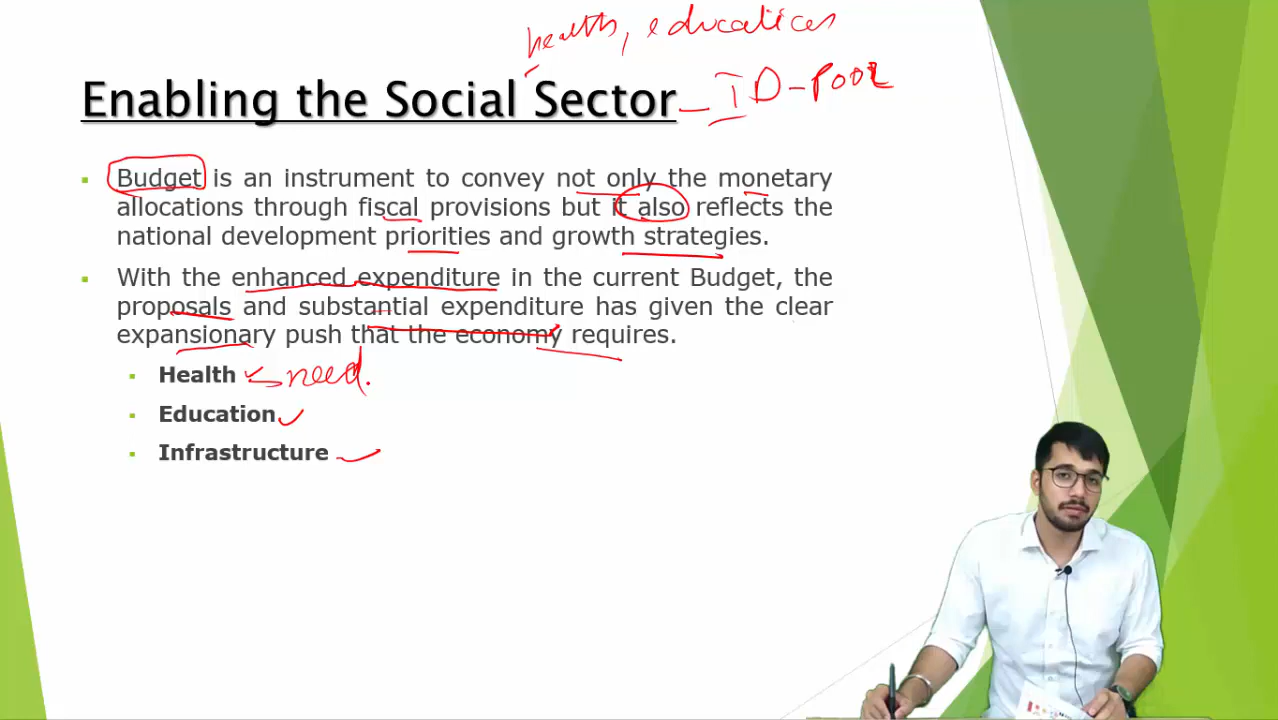 health, education
Enabling the Social Sector – ID-Poor
Budget is an instrument to convey not only the monetary
allocations through fiscal provisions but it also reflects the
national development priorities and growth strategies.
With the enhanced expenditure in the current Budget, the
proposals and substantial expenditure has given the clear
expansionary push that the economy requires.
Health need.
Education
Infrastructure